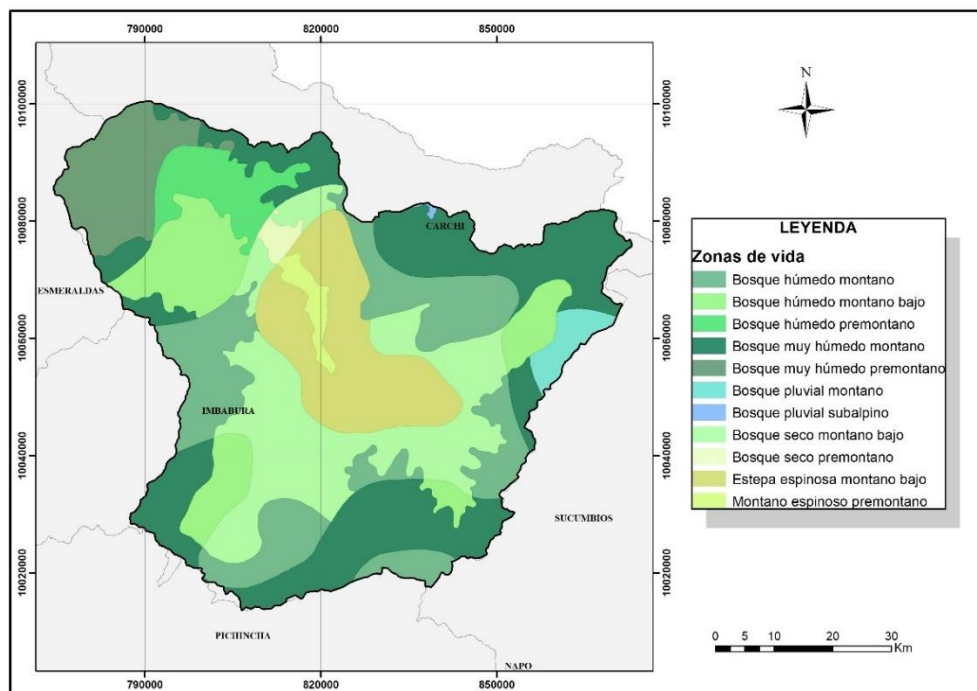 790000 820000 850000
N
10100000 10100000
10080000 10080000
CARCHI
LEYENDA
Zonas de vida
Bosque húmedo montano
ESMERALDAS
Bosque húmedo montano bajo
Bosque húmedo premontano
10060000 10060000
Bosque muy húmedo montano
Bosque muy húmedo premontano
Bosque pluvial montano
IMBABURA
Bosque pluvial subalpino
Bosque seco montano bajo
10040000 10040000
Bosque seco premontano
Estepa espinosa montano bajo
Montano espinoso premontano
SUCUMBIOS
10020000 10020000
PICHINCHA
0 5 10 20 30
Km
NAPO
790000 820000 850000